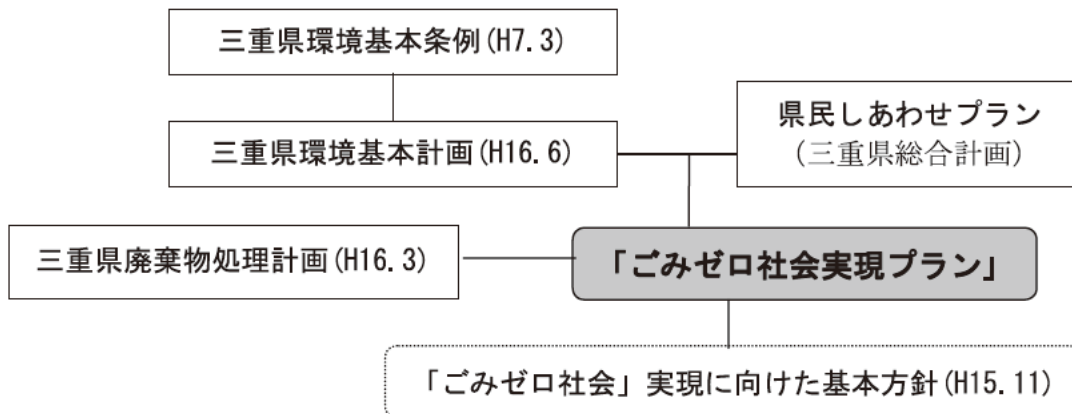 三重県環境基本条例(H7.3)
三重県環境基本計画(H16.6)
県民しあわせプラン
(三重県総合計画)
三重県廃棄物処理計画(H16.3)
「ごみゼロ社会実現プラン」
「ごみゼロ社会」実現に向けた基本方針(H15.11)